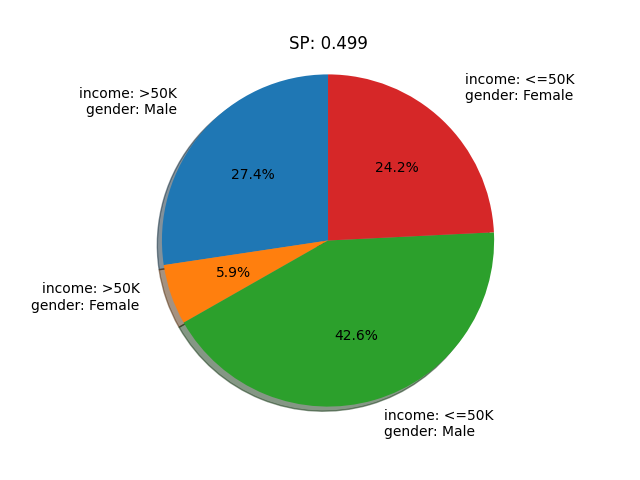 SP: 0.499
income: >50K
gender: Male
income: <=50K
gender: Female
27.4%
24.2%
5.9%
income: >50K
gender: Female
42.6%
income: <=50K
gender: Male